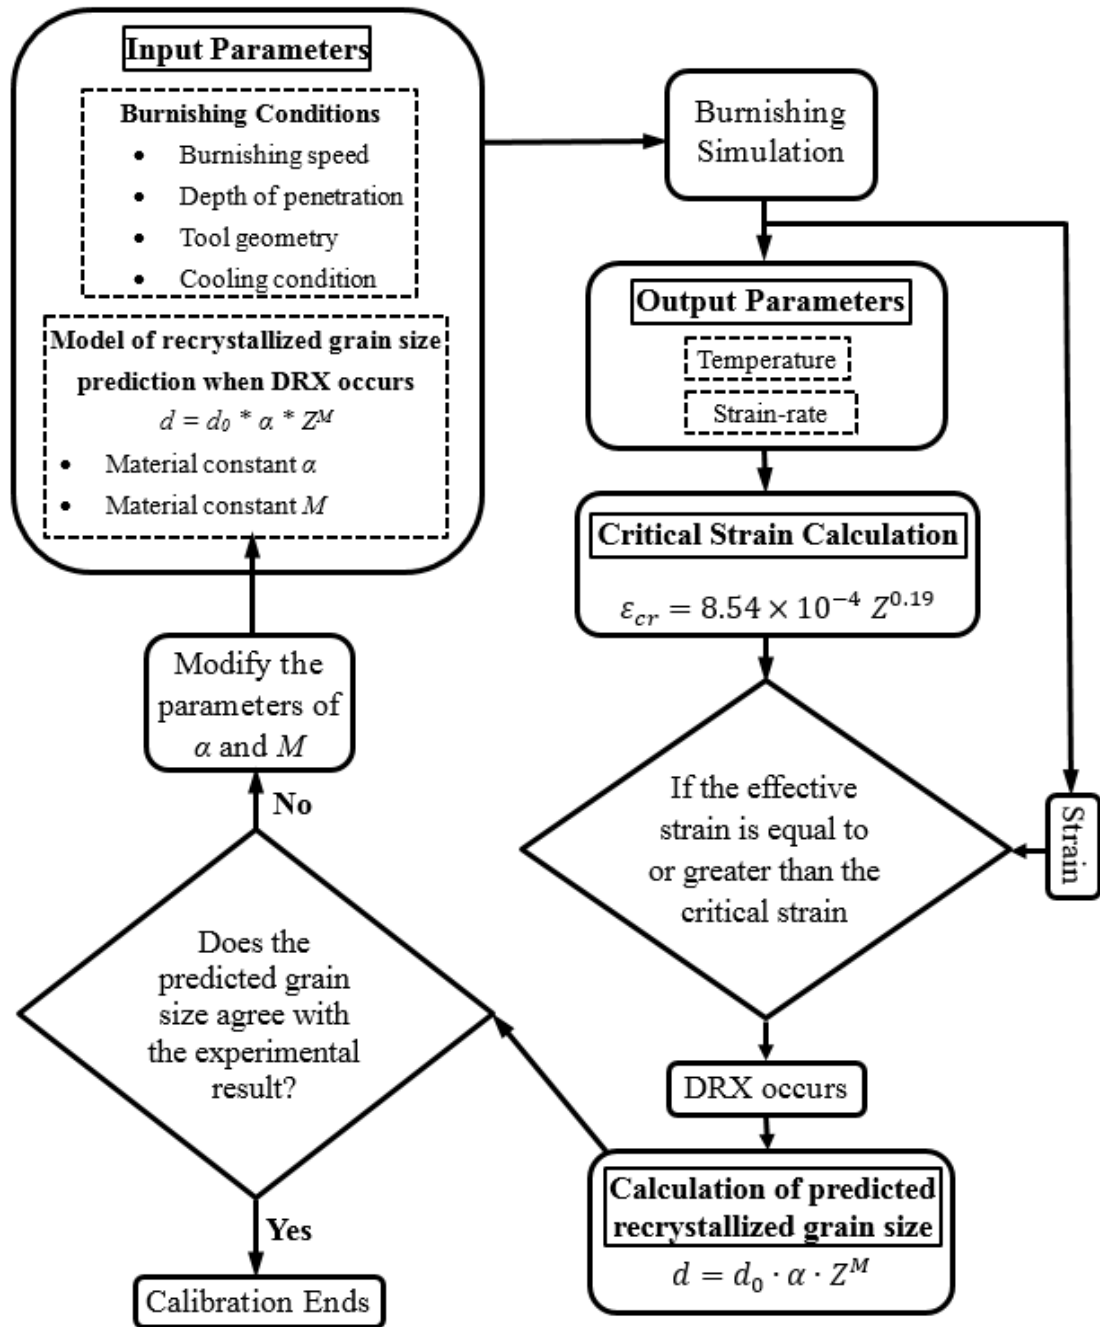 Input Parameters
Burnishing Conditions
• Burnishing speed
• Depth of penetration
• Tool geometry
• Cooling condition
Model of recrystallized grain size
prediction when DRX occurs
d = d₀ * α * Zᴹ
• Material constant α
• Material constant M
Burnishing
Simulation
Output Parameters
Temperature
Strain-rate
Critical Strain Calculation
εcr = 8.54 × 10⁻⁴ Z⁰·¹⁹
If the effective
strain is equal to
or greater than the
critical strain
Strain
DRX occurs
Calculation of predicted
recrystallized grain size
d = d₀ · α · Zᴹ
Does the
predicted grain
size agree with
the experimental
result?
No
Modify the
parameters of
α and M
Yes
Calibration Ends